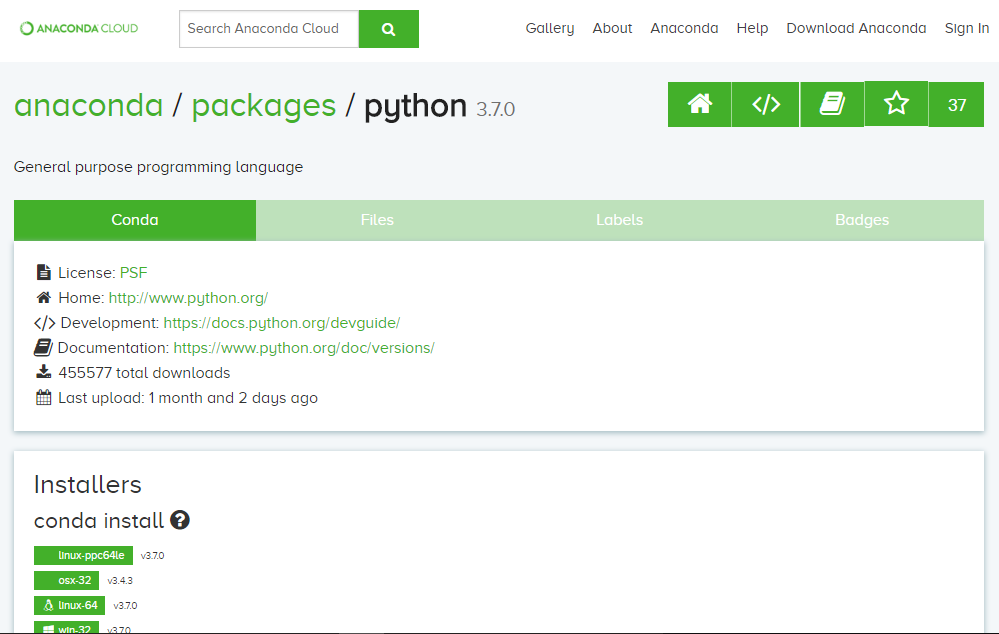 ANACONDA CLOUD
Search Anaconda Cloud
Gallery About Anaconda Help Download Anaconda Sign In
anaconda / packages / python 3.7.0
37
General purpose programming language
Conda Files Labels Badges
License: PSF
Home: http://www.python.org/
</> Development: https://docs.python.org/devguide/
Documentation: https://www.python.org/doc/versions/
455577 total downloads
Last upload: 1 month and 2 days ago
Installers
conda install ?
linux-ppc64le v3.7.0
osx-32 v3.4.3
linux-64 v3.7.0
win-32 v3.7.0